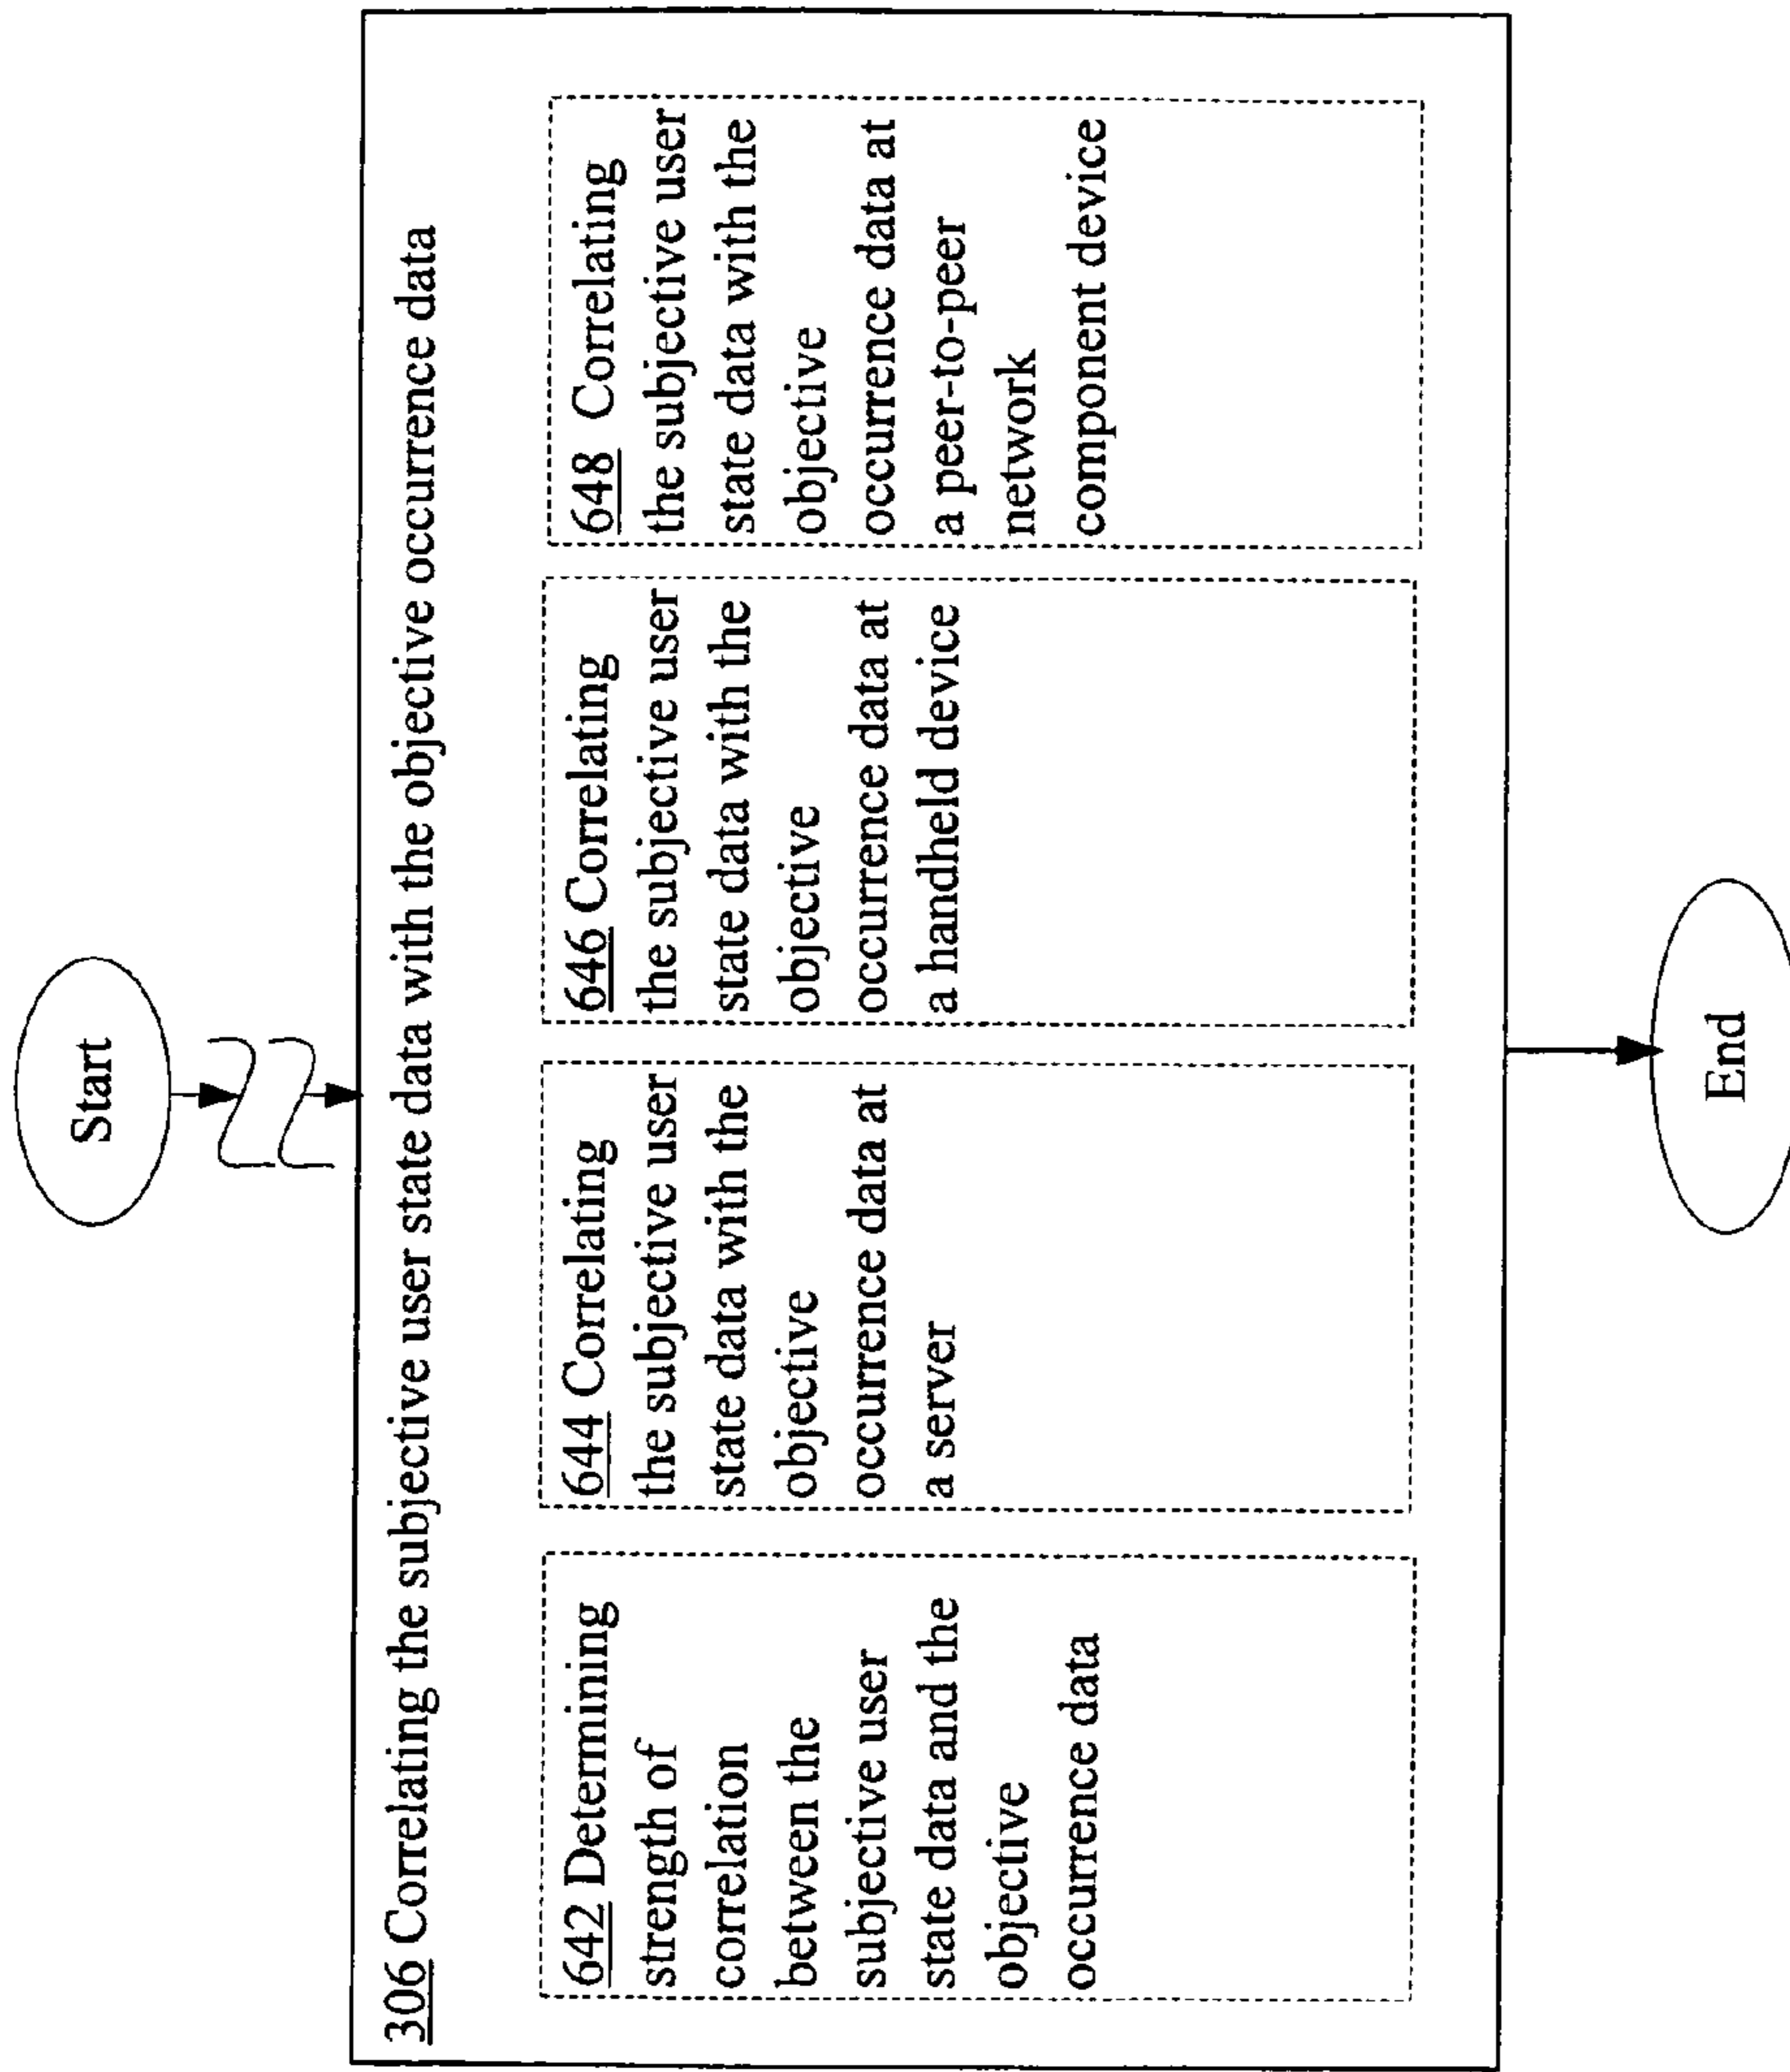 Start
306 Correlating the subjective user state data with the objective occurrence data
642 Determining
strength of
correlation
between the
subjective user
state data and the
objective
occurrence data
644 Correlating
the subjective user
state data with the
objective
occurrence data at
a server
646 Correlating
the subjective user
state data with the
objective
occurrence data at
a handheld device
648 Correlating
the subjective user
state data with the
objective
occurrence data at
a peer-to-peer
network
component device
End